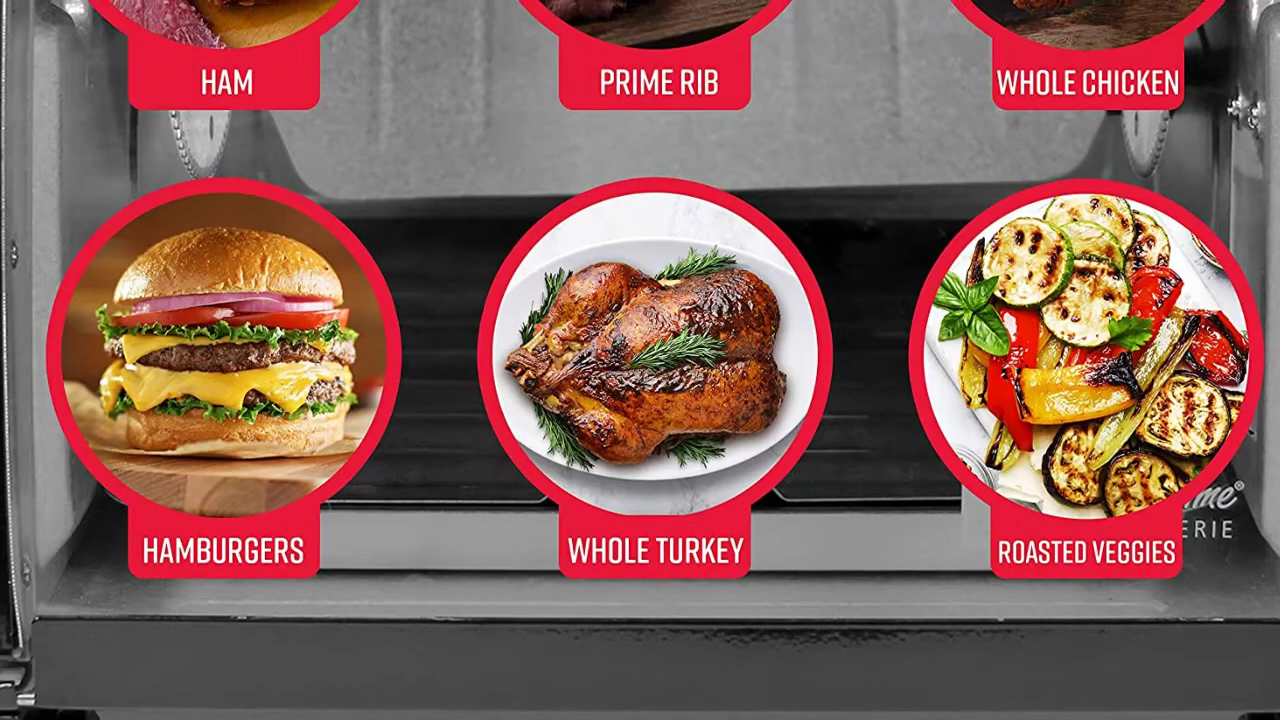 HAM
PRIME RIB
WHOLE CHICKEN
HAMBURGERS
WHOLE TURKEY
ROASTED VEGGIES